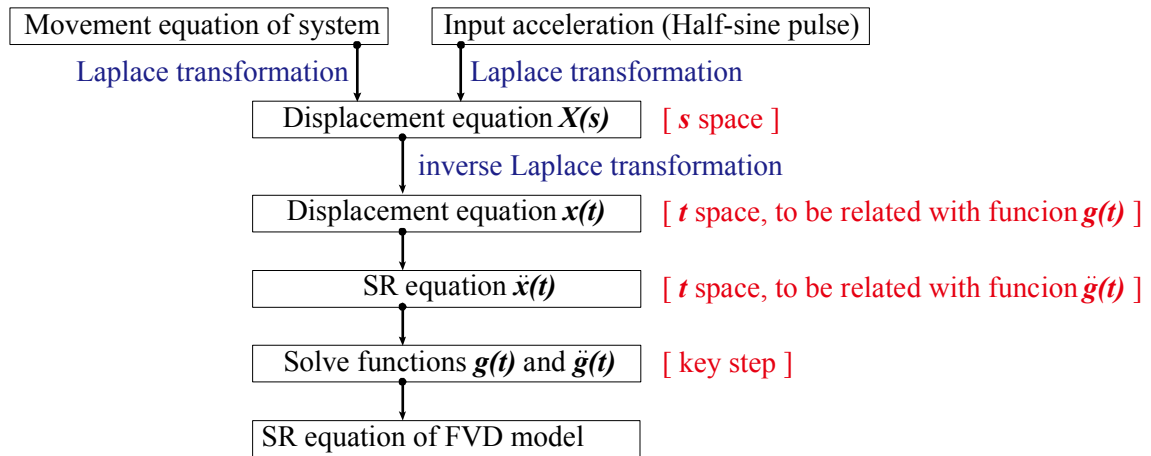 Movement equation of system
Input acceleration (Half-sine pulse)
Laplace transformation
Laplace transformation
Displacement equation X(s)
[ s space ]
inverse Laplace transformation
Displacement equation x(t)
[ t space, to be related with funcion g(t) ]
SR equation ẍ(t)
[ t space, to be related with funcion g̈(t) ]
Solve functions g(t) and g̈(t)
[ key step ]
SR equation of FVD model